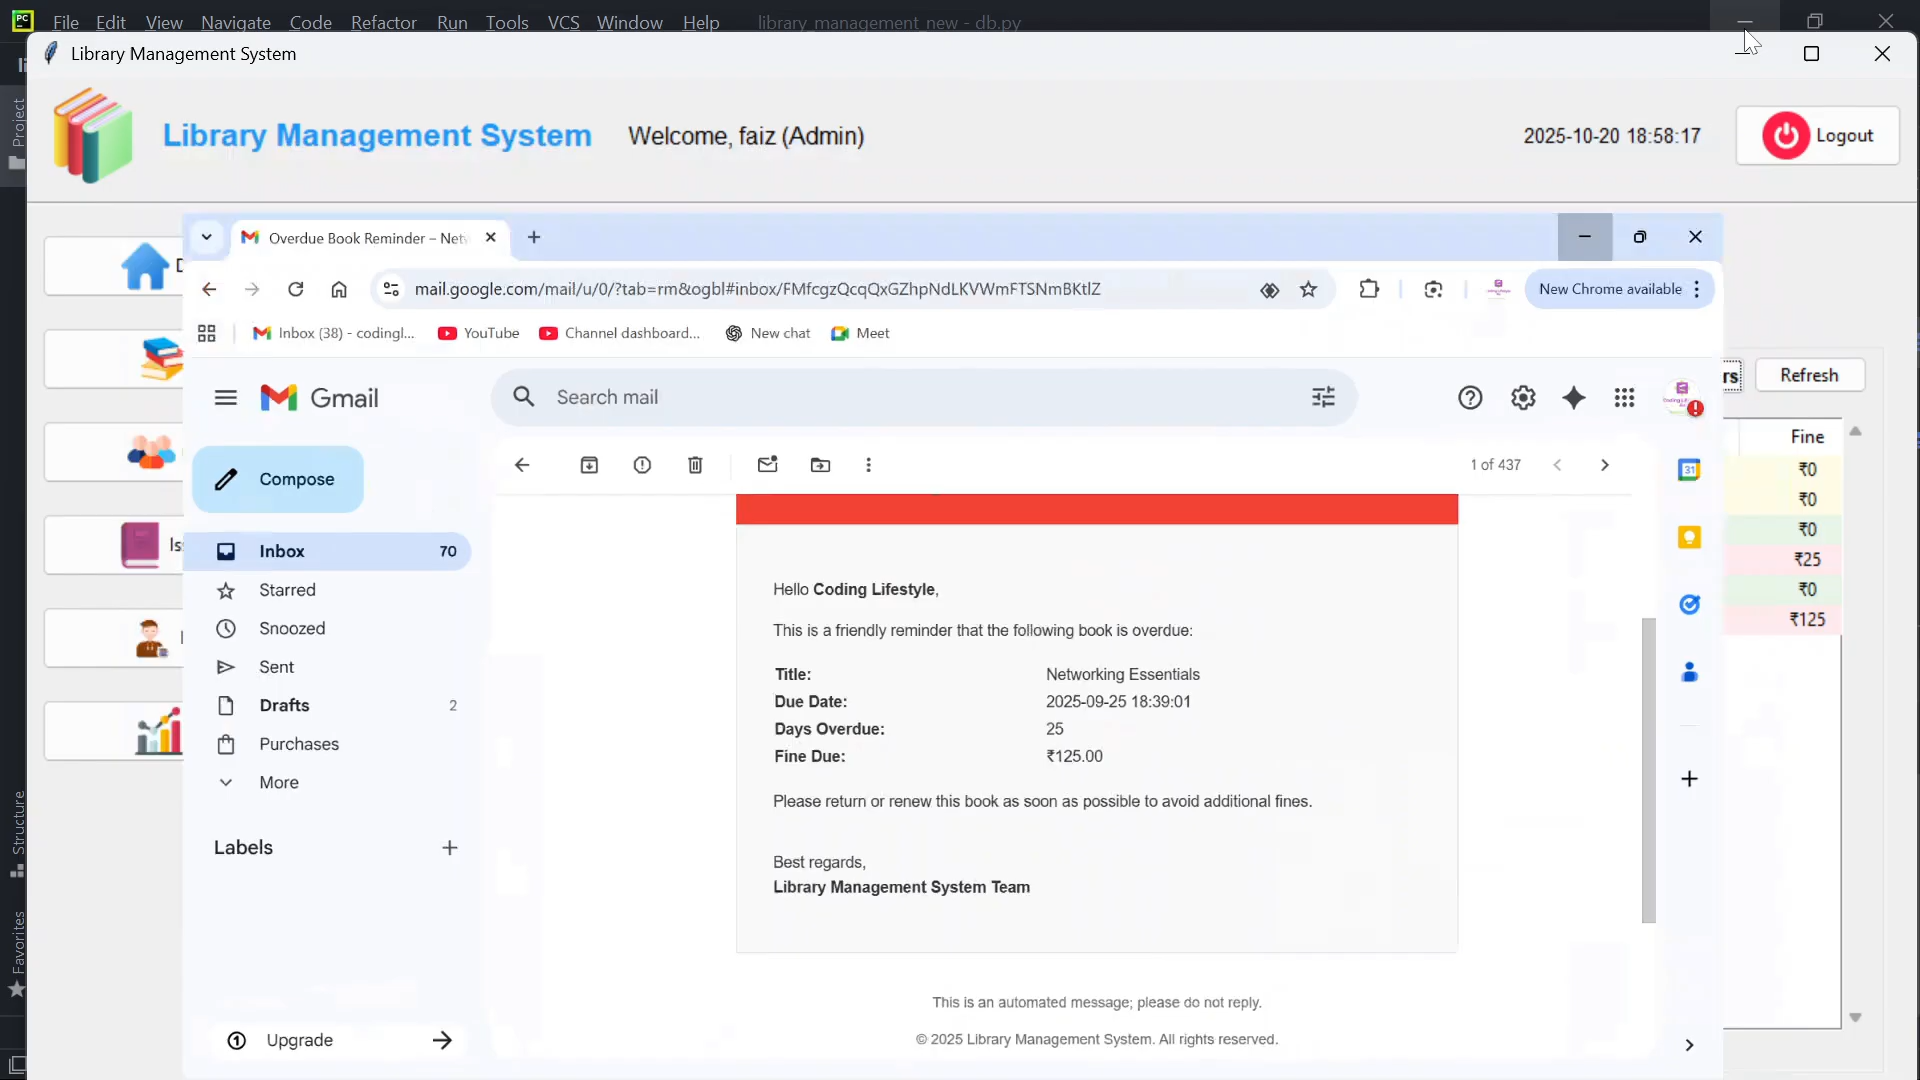 File Edit View Navigate Code Refactor Run Tools VCS Window Help library_management_new - db.py
Library Management System
Library Management System Welcome, faiz (Admin) 2025-10-20 18:58:17 Logout
Project
Structure
Favorites
Overdue Book Reminder – Net
mail.google.com/mail/u/0/?tab=rm&ogbl#inbox/FMfcgzQcqQxGZhpNdLKVWmFTSNmBKtlZ New Chrome available
Inbox (38) - codingl... YouTube Channel dashboard... New chat Meet
Gmail Search mail
rs Refresh
Compose
1 of 437
Inbox 70
Starred
Snoozed
Sent
Drafts 2
Purchases
More
Labels
Upgrade
Hello Coding Lifestyle,
This is a friendly reminder that the following book is overdue:
Title: Networking Essentials
Due Date: 2025-09-25 18:39:01
Days Overdue: 25
Fine Due: ₹125.00
Please return or renew this book as soon as possible to avoid additional fines.
Best regards,
Library Management System Team
This is an automated message; please do not reply.
© 2025 Library Management System. All rights reserved.
31
Fine
₹0
₹0
₹0
₹25
₹0
₹125